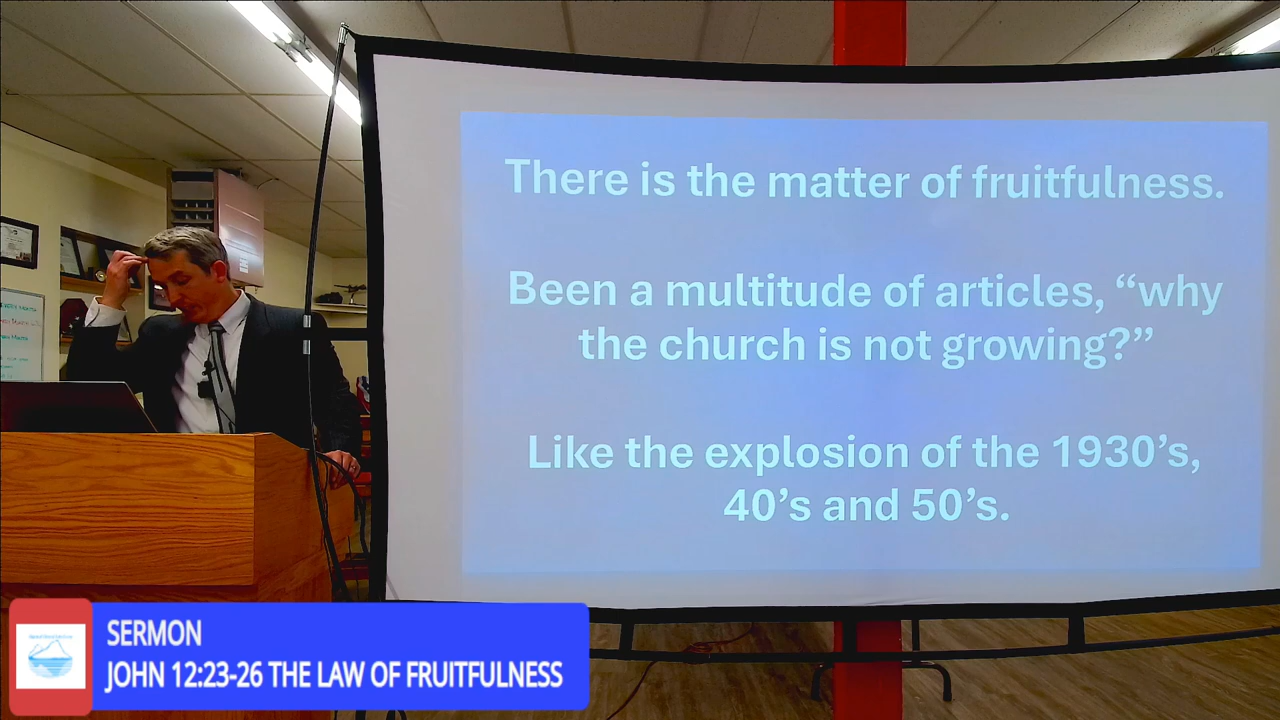 There is the matter of fruitfulness.
Been a multitude of articles, “why
the church is not growing?”
Like the explosion of the 1930’s,
40’s and 50’s.
SERMON
JOHN 12:23-26 THE LAW OF FRUITFULNESS